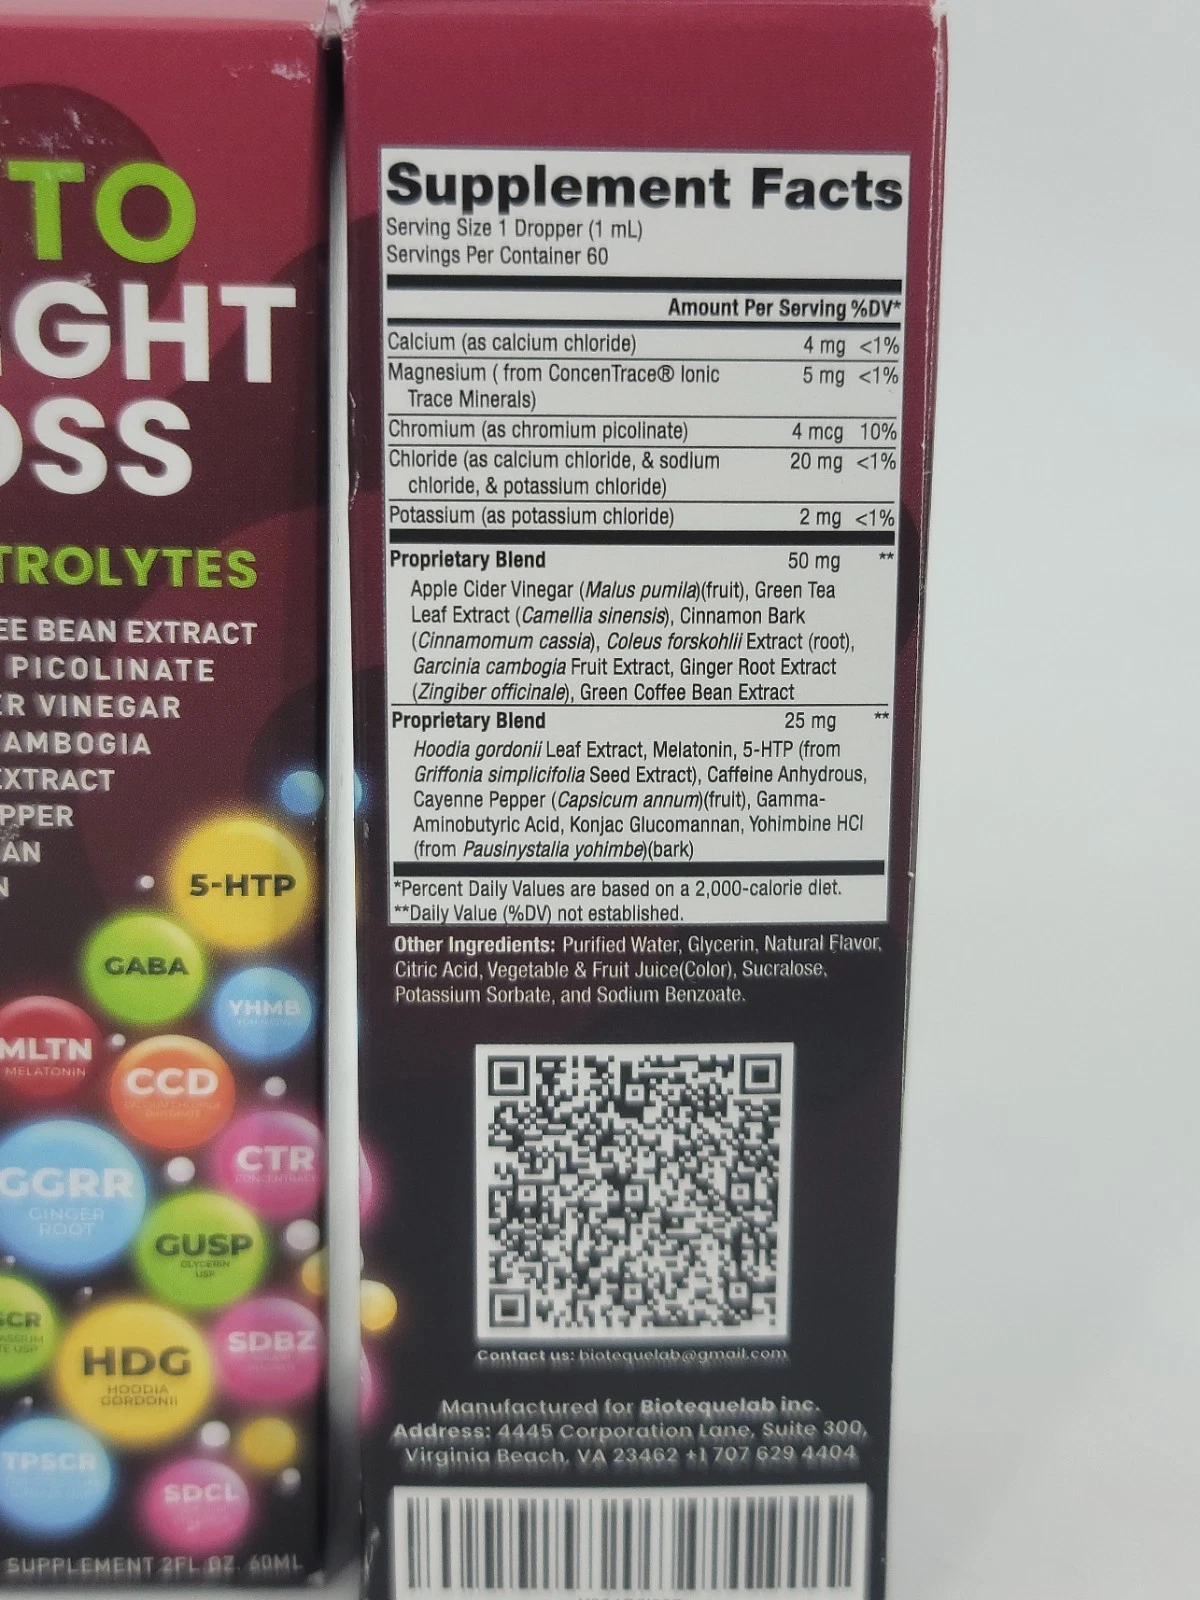 TO
GHT
OSS
TROLYTES
EE BEAN EXTRACT
PICOLINATE
ER VINEGAR
AMBOGIA
EXTRACT
PPER
AN
N
5-HTP
GABA
YHMB
MLTN
MELATONIN
CCD
CTR
GGRR
GINGER
ROOT
GUSP
GLYCERIN
USP
SCR
HDG
HOODIA
GORDONII
SDBZ
TPSCR
SDCL
SUPPLEMENT 2FL.OZ. 60ML
Supplement Facts
Serving Size 1 Dropper (1 mL)
Servings Per Container 60
Amount Per Serving %DV*
Calcium (as calcium chloride) 4 mg <1%
Magnesium ( from ConcenTrace® Ionic 5 mg <1%
Trace Minerals)
Chromium (as chromium picolinate) 4 mcg 10%
Chloride (as calcium chloride, & sodium 20 mg <1%
chloride, & potassium chloride)
Potassium (as potassium chloride) 2 mg <1%
Proprietary Blend 50 mg **
Apple Cider Vinegar (Malus pumila)(fruit), Green Tea
Leaf Extract (Camellia sinensis), Cinnamon Bark
(Cinnamomum cassia), Coleus forskohlii Extract (root),
Garcinia cambogia Fruit Extract, Ginger Root Extract
(Zingiber officinale), Green Coffee Bean Extract
Proprietary Blend 25 mg **
Hoodia gordonii Leaf Extract, Melatonin, 5-HTP (from
Griffonia simplicifolia Seed Extract), Caffeine Anhydrous,
Cayenne Pepper (Capsicum annum)(fruit), Gamma-
Aminobutyric Acid, Konjac Glucomannan, Yohimbine HCl
(from Pausinystalia yohimbe)(bark)
*Percent Daily Values are based on a 2,000-calorie diet.
**Daily Value (%DV) not established.
Other Ingredients: Purified Water, Glycerin, Natural Flavor,
Citric Acid, Vegetable & Fruit Juice(Color), Sucralose,
Potassium Sorbate, and Sodium Benzoate.
Contact us: biotequelab@gmail.com
Manufactured for Biotequelab inc.
Address: 4445 Corporation Lane, Suite 300,
Virginia Beach, VA 23462 +1 707 629 4404